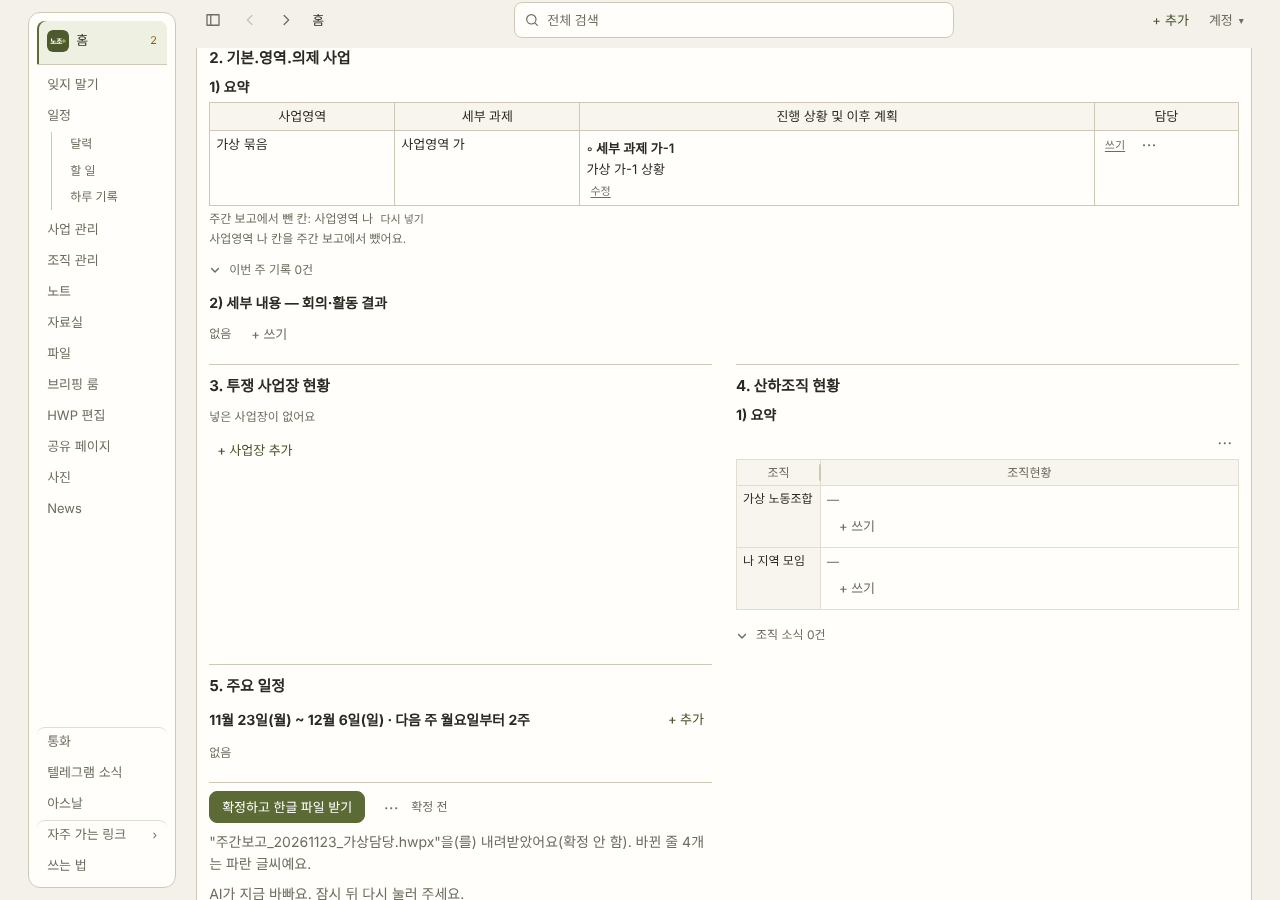 노조
홈
2
잊지 말기
일정
달력
할 일
하루 기록
사업 관리
조직 관리
노트
자료실
파일
브리핑 룸
HWP 편집
공유 페이지
사진
News
통화
텔레그램 소식
아스날
자주 가는 링크 ›
쓰는 법
홈
전체 검색
+ 추가
계정 ▾
2. 기본.영역.의제 사업
1) 요약
사업영역 세부 과제 진행 상황 및 이후 계획 담당
가상 묶음 사업영역 가 ∘ 세부 과제 가-1 쓰기 ⋯
가상 가-1 상황
수정
주간 보고에서 뺀 칸: 사업영역 나 다시 넣기
사업영역 나 칸을 주간 보고에서 뺐어요.
이번 주 기록 0건
2) 세부 내용 — 회의·활동 결과
없음 + 쓰기
3. 투쟁 사업장 현황
넣은 사업장이 없어요
+ 사업장 추가
4. 산하조직 현황
1) 요약
⋯
조직 조직현황
가상 노동조합 —
+ 쓰기
나 지역 모임 —
+ 쓰기
조직 소식 0건
5. 주요 일정
11월 23일(월) ~ 12월 6일(일) · 다음 주 월요일부터 2주 + 추가
없음
확정하고 한글 파일 받기 ⋯ 확정 전
"주간보고_20261123_가상담당.hwpx"을(를) 내려받았어요(확정 안 함). 바뀐 줄 4개
는 파란 글씨예요.
AI가 지금 바빠요. 잠시 뒤 다시 눌러 주세요.